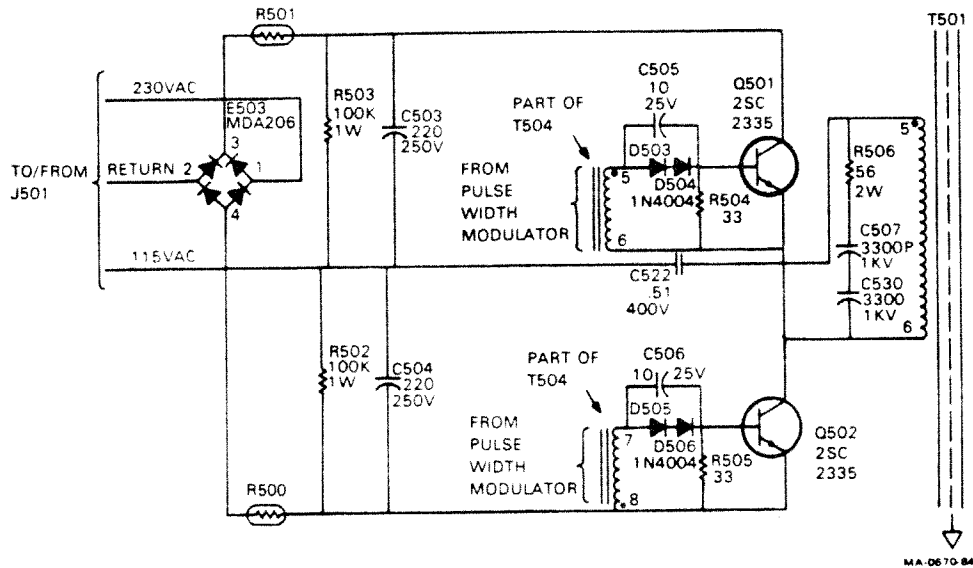 R501
T501
230VAC
E503
MDA206
3
2
1
4
TO/FROM
J501
RETURN
115VAC
R503
100K
1W
C503
220
250V
PART OF
T504
FROM
PULSE
WIDTH
MODULATOR
5
6
C505
10
25V
D503
D504
1N4004
R504
33
Q501
2SC
2335
C522
.51
400V
5
R506
56
2W
C507
3300P
1KV
C530
3300
1KV
6
R502
100K
1W
C504
220
250V
PART OF
T504
FROM
PULSE
WIDTH
MODULATOR
7
8
C506
10 25V
D505
D506
1N4004
R505
33
Q502
2SC
2335
R500
MA-0670-84